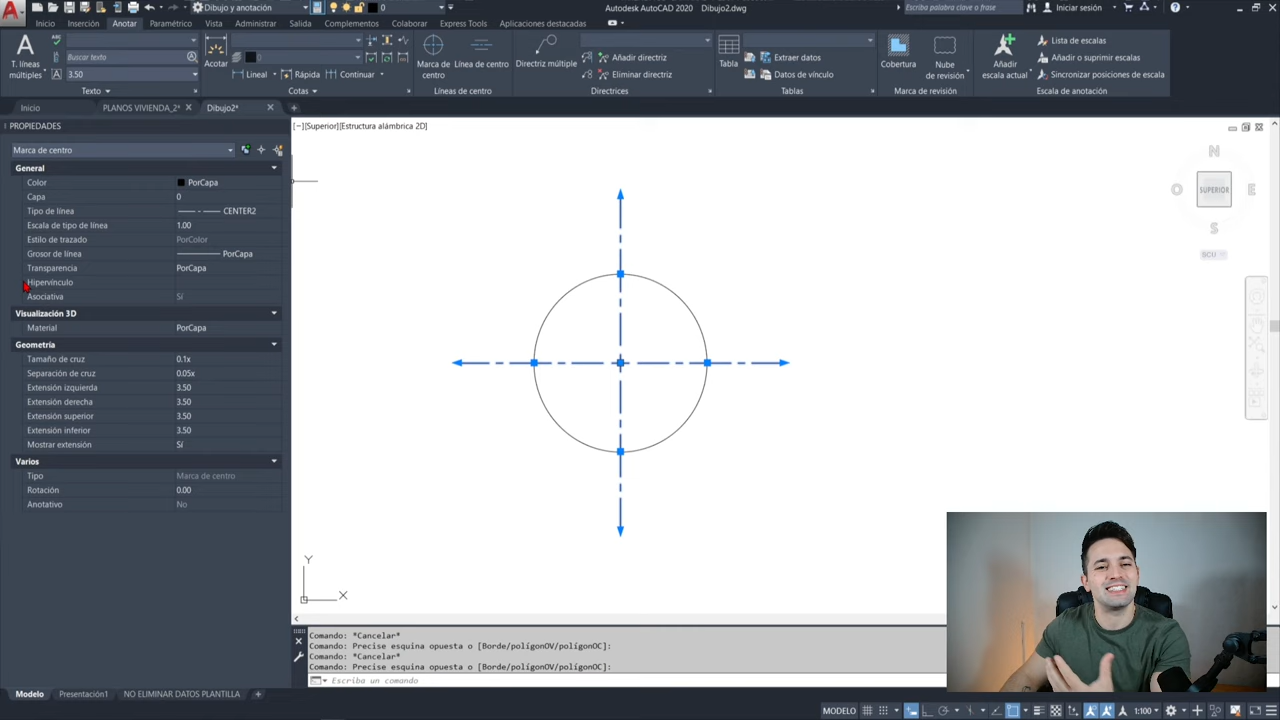 Dibujo y anotación
0
Autodesk AutoCAD 2020 Dibujo2.dwg
Escriba palabra clave o frase
Iniciar sesión
Inicio Inserción Anotar Paramétrico Vista Administrar Salida Complementos Colaborar Express Tools Aplicaciones destacadas
T. líneas múltiples
Buscar texto
3.50
Texto
Acotar
0
Lineal Rápida Continuar
Cotas
Marca de centro
Línea de centro
Líneas de centro
Directriz múltiple
Añadir directriz
Eliminar directriz
Directrices
Tabla
Extraer datos
Datos de vínculo
Tablas
Cobertura
Nube de revisión
Marca de revisión
Añadir escala actual
Lista de escalas
Añadir o suprimir escalas
Sincronizar posiciones de escala
Escala de anotación
Inicio PLANOS VIVIENDA_2* Dibujo2*
PROPIEDADES
Marca de centro
General
Color PorCapa
Capa 0
Tipo de línea CENTER2
Escala de tipo de línea 1.00
Estilo de trazado PorColor
Grosor de línea PorCapa
Transparencia PorCapa
Hipervínculo
Asociativa Sí
Visualización 3D
Material PorCapa
Geometría
Tamaño de cruz 0.1x
Separación de cruz 0.05x
Extensión izquierda 3.50
Extensión derecha 3.50
Extensión superior 3.50
Extensión inferior 3.50
Mostrar extensión Sí
Varios
Tipo Marca de centro
Rotación 0.00
Anotativo No
[−][Superior][Estructura alámbrica 2D]
N
O SUPERIOR E
S
SCU
Y
X
Comando: *Cancelar*
Comando: Precise esquina opuesta o [Borde/polígonOV/polígonOC]:
Comando: *Cancelar*
Comando: Precise esquina opuesta o [Borde/polígonOV/polígonOC]:
Escriba un comando
Modelo Presentación1 NO ELIMINAR DATOS PLANTILLA
MODELO
1:100